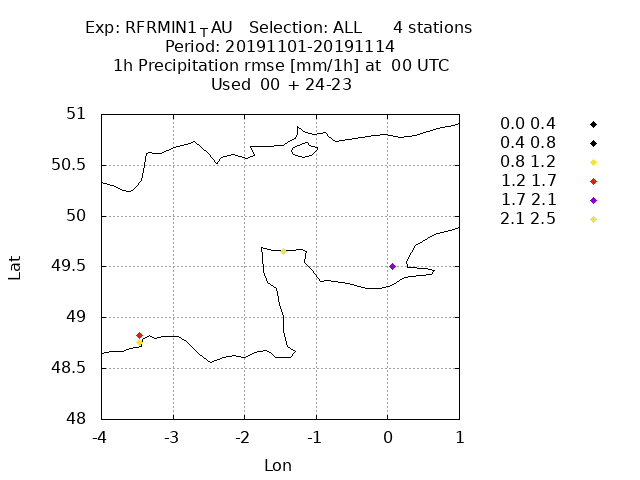 Exp: RFRMIN1TAU   Selection: ALL      4 stations
Period: 20191101-20191114
1h Precipitation rmse [mm/1h] at  00 UTC
Used  00 + 24-23
51
50.5
50
49.5
49
48.5
48
Lat
-4 -3 -2 -1 0 1
Lon
0.0 0.4
0.4 0.8
0.8 1.2
1.2 1.7
1.7 2.1
2.1 2.5